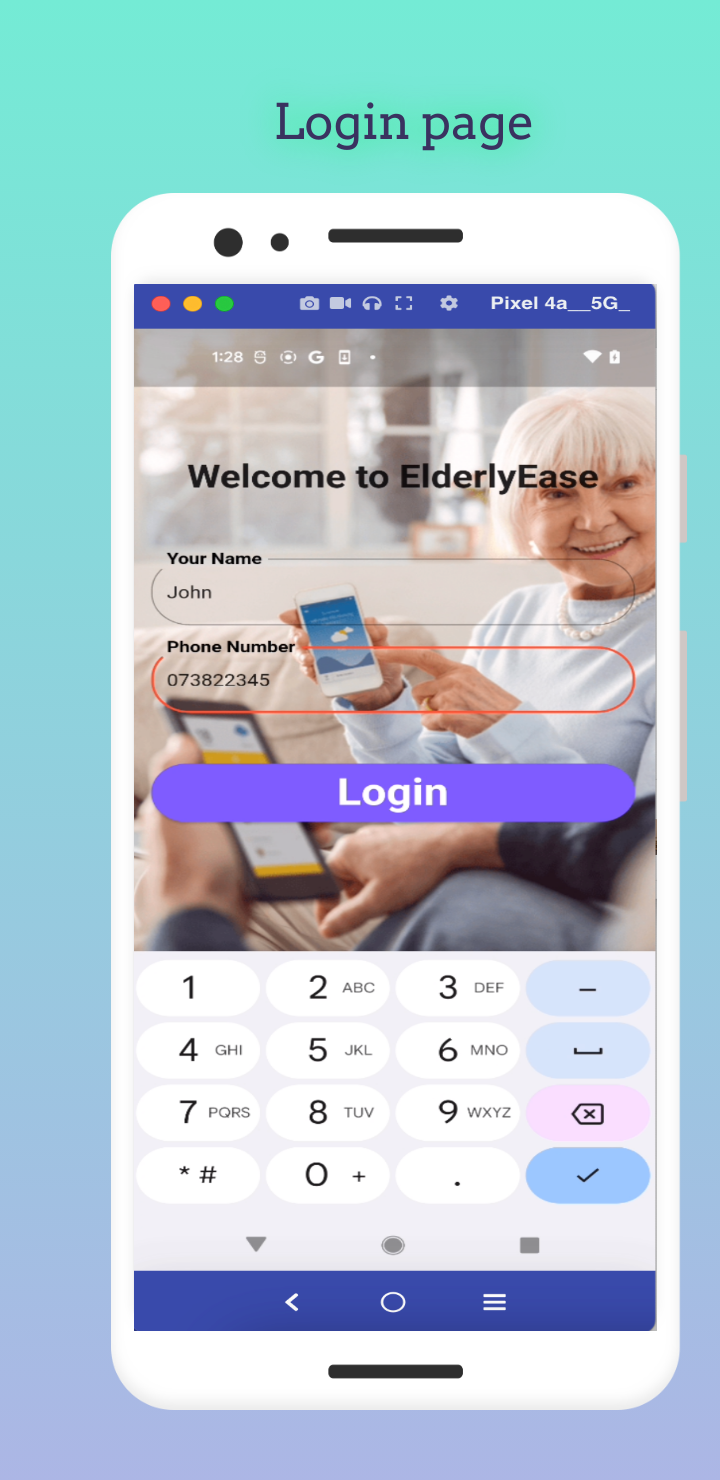 Login page
Pixel 4a__5G_
1:28
Welcome to ElderlyEase
Your Name
John
Phone Number
073822345
Login
1 2 ABC 3 DEF –
4 GHI 5 JKL 6 MNO
7 PQRS 8 TUV 9 WXYZ
* # 0 + .